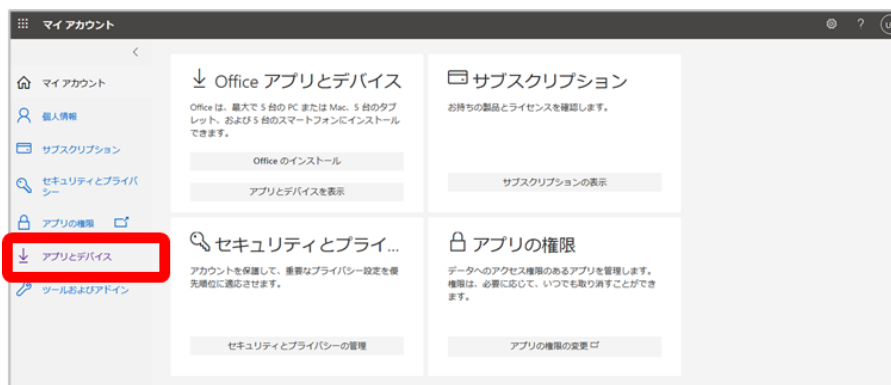 マイ アカウント
?
マイ アカウント
個人情報
サブスクリプション
セキュリティとプライバ
シー
アプリの権限
アプリとデバイス
ツールおよびアドイン
Office アプリとデバイス
Office は、最大で 5 台の PC または Mac、5 台のタブ
レット、および 5 台のスマートフォンにインストール
できます。
Office のインストール
アプリとデバイスを表示
サブスクリプション
お持ちの製品とライセンスを確認します。
サブスクリプションの表示
セキュリティとプライ...
アカウントを保護して、重要なプライバシー設定を優
先順位に適応させます。
セキュリティとプライバシーの管理
アプリの権限
データへのアクセス権限のあるアプリを管理します。
権限は、必要に応じて、いつでも取り消すことができ
ます。
アプリの権限の変更